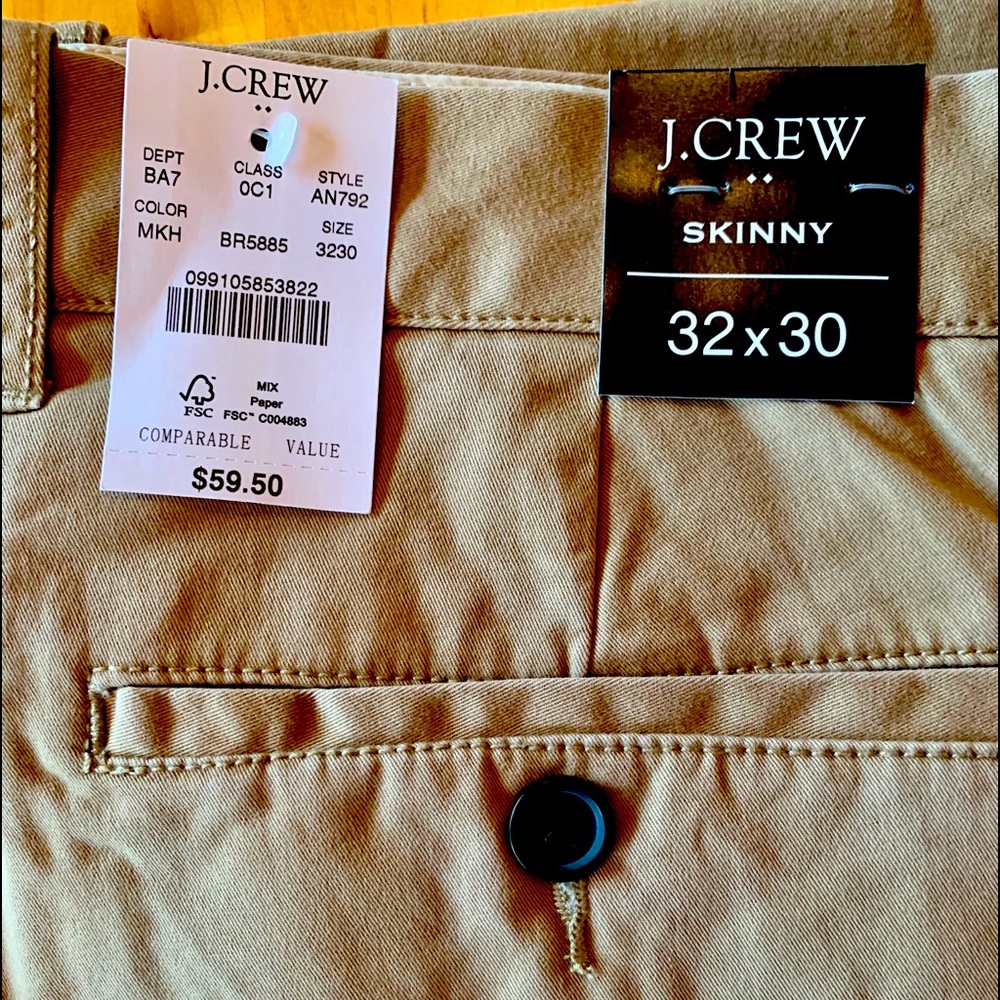 J.CREW
DEPT CLASS STYLE
BA7 0C1 AN792
COLOR SIZE
MKH BR5885 3230
099105853822
FSC
MIX
Paper
FSC™ C004883
COMPARABLE VALUE
$59.50
J.CREW
SKINNY
32 x 30